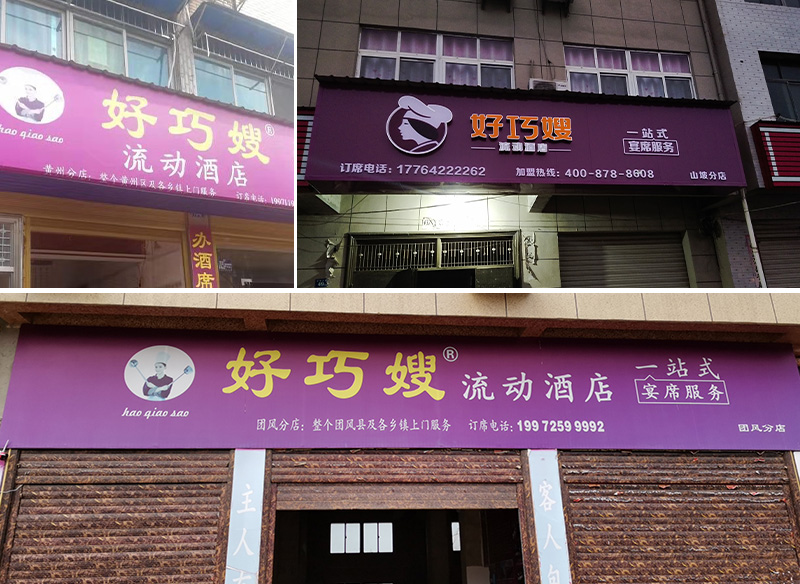 好巧嫂®
hao qiao sao
流动酒店
黄州分店：整个黄州区及各乡镇上门服务 订席电话：1997119
办酒席
好巧嫂
流动酒店
一站式
宴席服务
订席电话：17764222262 加盟热线：400-878-8608 山坡分店
好巧嫂® 流动酒店 一站式
宴席服务
hao qiao sao
团风分店：整个团风县及各乡镇上门服务 订席电话：199 7259 9992 团风分店
主人
客人